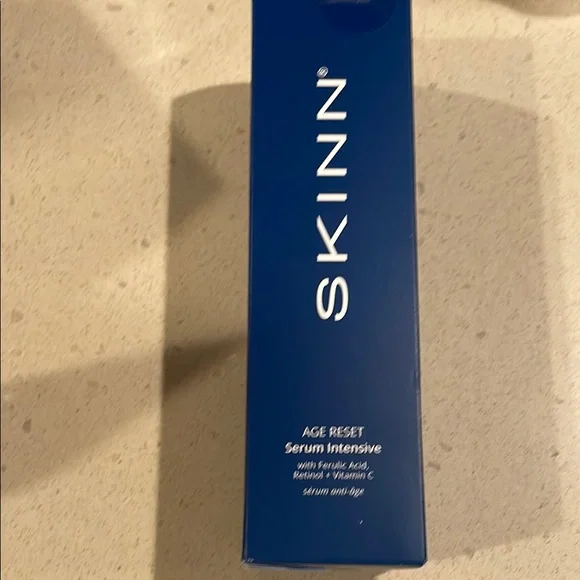 SKINN®
AGE RESET
Serum Intensive
with Ferulic Acid,
Retinol + Vitamin C
sérum anti-âge